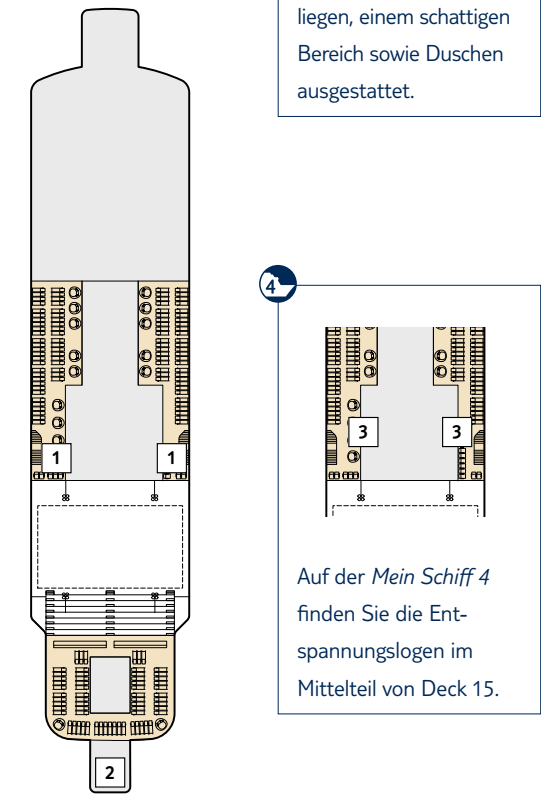 liegen, einem schattigen
Bereich sowie Duschen
ausgestattet.
4
1 1
3 3
Auf der Mein Schiff 4
finden Sie die Ent-
spannungslogen im
Mittelteil von Deck 15.
2